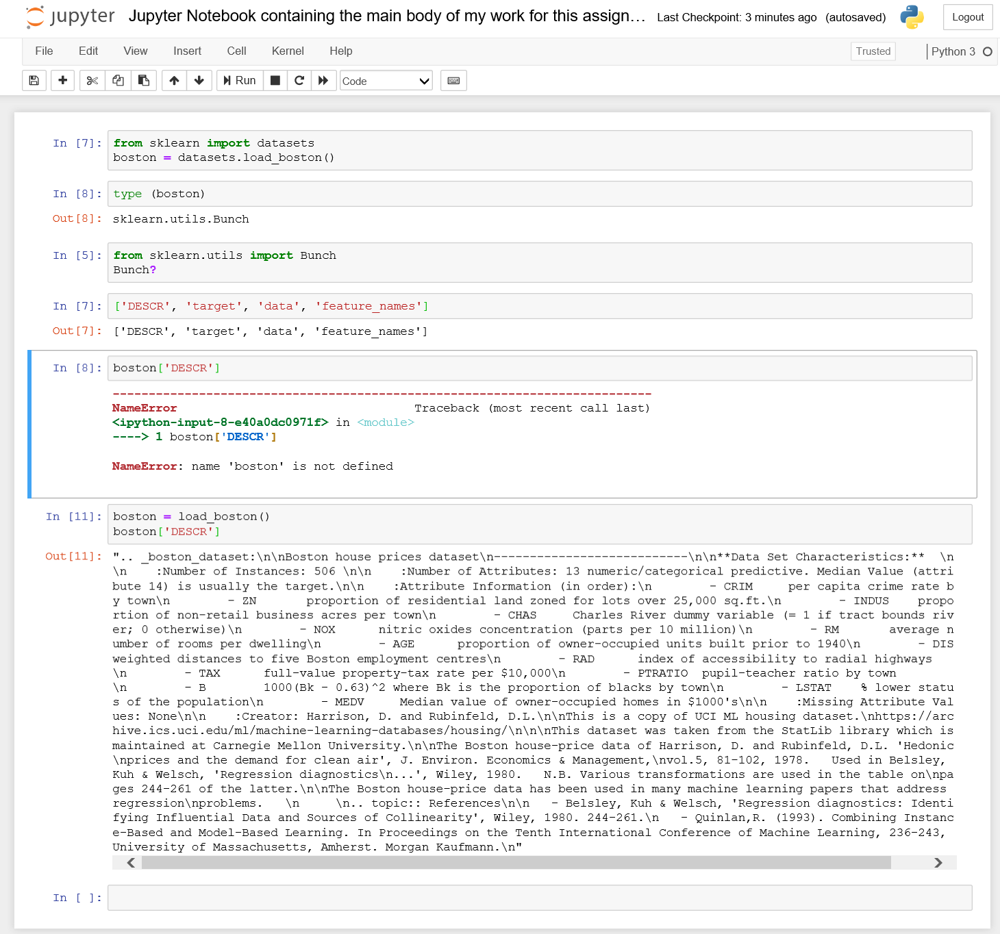 jupyter Jupyter Notebook containing the main body of my work for this assign... Last Checkpoint: 3 minutes ago (autosaved) Logout
File Edit View Insert Cell Kernel Help Trusted Python 3
Run Code
In [7]: from sklearn import datasets
boston = datasets.load_boston()
In [8]: type (boston)
Out[8]: sklearn.utils.Bunch
In [5]: from sklearn.utils import Bunch
Bunch?
In [7]: ['DESCR', 'target', 'data', 'feature_names']
Out[7]: ['DESCR', 'target', 'data', 'feature_names']
In [8]: boston['DESCR']
---------------------------------------------------------------------------
NameError Traceback (most recent call last)
<ipython-input-8-e40a0dc0971f> in <module>
----> 1 boston['DESCR']
NameError: name 'boston' is not defined
In [11]: boston = load_boston()
boston['DESCR']
Out[11]: ".. _boston_dataset:\n\nBoston house prices dataset\n---------------------------\n\n**Data Set Characteristics:**  \n
\n    :Number of Instances: 506 \n\n    :Number of Attributes: 13 numeric/categorical predictive. Median Value (attri
bute 14) is usually the target.\n\n    :Attribute Information (in order):\n        - CRIM     per capita crime rate b
y town\n        - ZN       proportion of residential land zoned for lots over 25,000 sq.ft.\n        - INDUS    propo
rtion of non-retail business acres per town\n        - CHAS     Charles River dummy variable (= 1 if tract bounds riv
er; 0 otherwise)\n        - NOX      nitric oxides concentration (parts per 10 million)\n        - RM       average n
umber of rooms per dwelling\n        - AGE      proportion of owner-occupied units built prior to 1940\n        - DIS
weighted distances to five Boston employment centres\n        - RAD      index of accessibility to radial highways
\n        - TAX      full-value property-tax rate per $10,000\n        - PTRATIO  pupil-teacher ratio by town
\n        - B        1000(Bk - 0.63)^2 where Bk is the proportion of blacks by town\n        - LSTAT    % lower statu
s of the population\n        - MEDV     Median value of owner-occupied homes in $1000's\n\n    :Missing Attribute Val
ues: None\n\n    :Creator: Harrison, D. and Rubinfeld, D.L.\n\nThis is a copy of UCI ML housing dataset.\nhttps://arc
hive.ics.uci.edu/ml/machine-learning-databases/housing/\n\n\nThis dataset was taken from the StatLib library which is
maintained at Carnegie Mellon University.\n\nThe Boston house-price data of Harrison, D. and Rubinfeld, D.L. 'Hedonic
\nprices and the demand for clean air', J. Environ. Economics & Management,\nvol.5, 81-102, 1978.   Used in Belsley,
Kuh & Welsch, 'Regression diagnostics\n...', Wiley, 1980.   N.B. Various transformations are used in the table on\npa
ges 244-261 of the latter.\n\nThe Boston house-price data has been used in many machine learning papers that address
regression\nproblems.   \n     \n.. topic:: References\n\n   - Belsley, Kuh & Welsch, 'Regression diagnostics: Identi
fying Influential Data and Sources of Collinearity', Wiley, 1980. 244-261.\n   - Quinlan,R. (1993). Combining Instanc
e-Based and Model-Based Learning. In Proceedings on the Tenth International Conference of Machine Learning, 236-243,
University of Massachusetts, Amherst. Morgan Kaufmann.\n"
In [ ]: